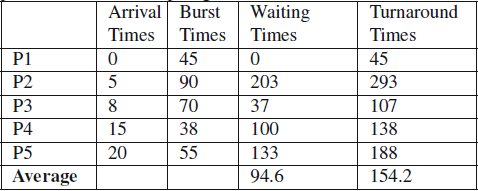 Arrival Times Burst Times Waiting Times Turnaround Times
P1 0 45 0 45
P2 5 90 203 293
P3 8 70 37 107
P4 15 38 100 138
P5 20 55 133 188
Average 94.6 154.2